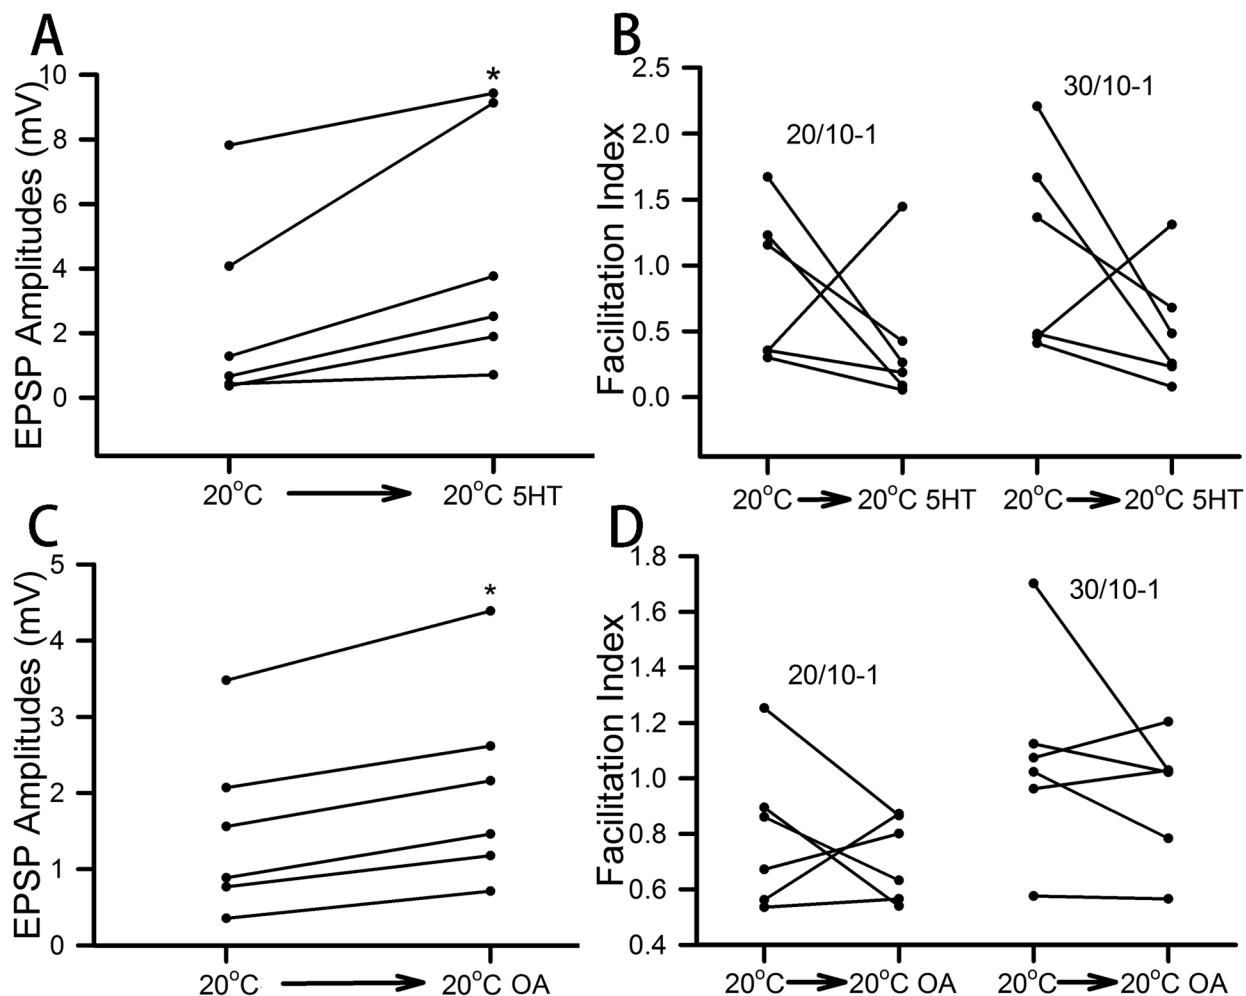 A
EPSP Amplitudes (mV)
10
8
6
4
2
0
*
20°C
20°C 5HT
B
Facilitation Index
2.5
2.0
1.5
1.0
0.5
0.0
20/10-1
30/10-1
20°C
20°C 5HT
20°C
20°C 5HT
C
EPSP Amplitudes (mV)
5
4
3
2
1
0
*
20°C
20°C OA
D
Facilitation Index
1.8
1.6
1.4
1.2
1.0
0.8
0.6
0.4
20/10-1
30/10-1
20°C
20°C OA
20°C
20°C OA